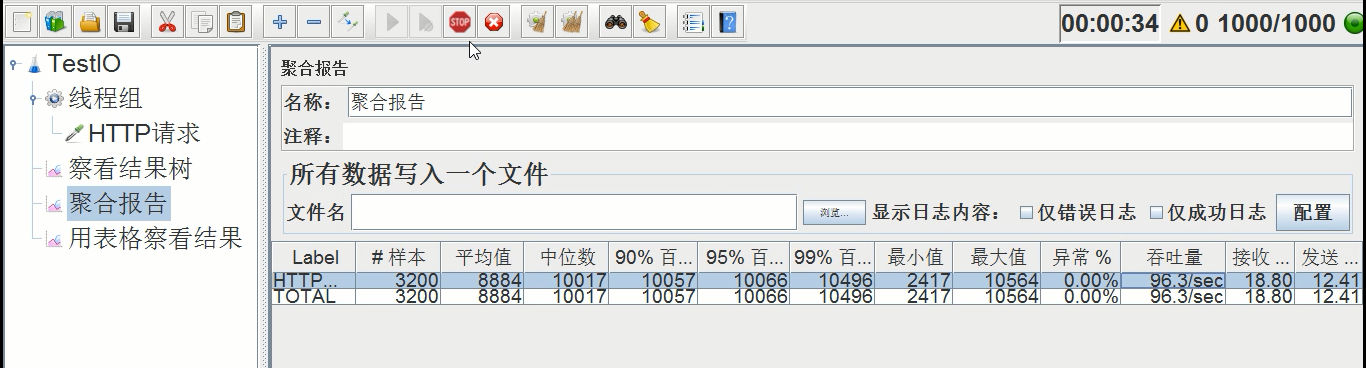 STOP
?
00:00:34
0 1000/1000
TestIO
线程组
HTTP请求
察看结果树
聚合报告
用表格察看结果
聚合报告
名称： 聚合报告
注释：
所有数据写入一个文件
文件名 浏览... 显示日志内容： 仅错误日志 仅成功日志 配置
Label # 样本 平均值 中位数 90% 百... 95% 百... 99% 百... 最小值 最大值 异常 % 吞吐量 接收 ... 发送 ...
HTTP... 3200 8884 10017 10057 10066 10496 2417 10564 0.00% 96.3/sec 18.80 12.41
TOTAL 3200 8884 10017 10057 10066 10496 2417 10564 0.00% 96.3/sec 18.80 12.41